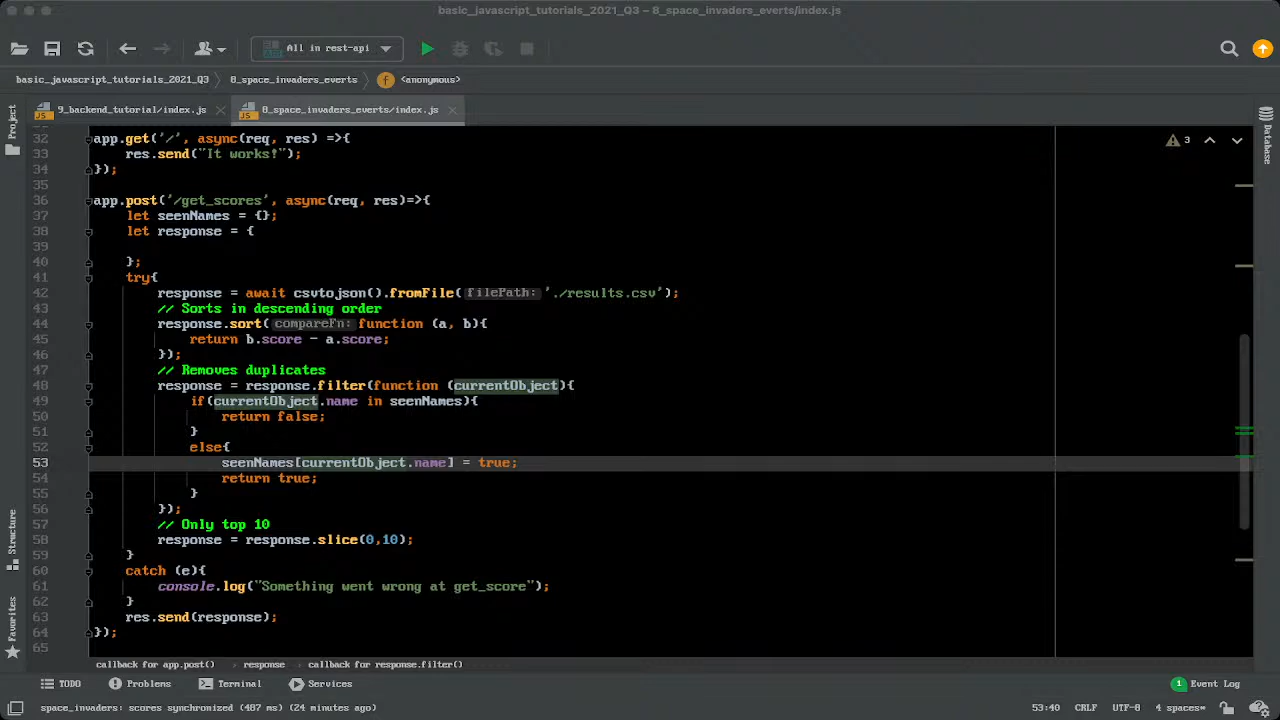 basic_javascript_tutorials_2021_Q3 – 8_space_invaders_everts/index.js
All in rest-api
basic_javascript_tutorials_2021_Q3 8_space_invaders_everts f <anonymous>
Project
JS 9_backend_tutorial/index.js
JS 8_space_invaders_everts/index.js
Database
3
32 app.get('/', async(req, res) =>{
33 res.send("It works!");
34 });
35
36 app.post('/get_scores', async(req, res)=>{
37 let seenNames = {};
38 let response = {
39
40 };
41 try{
42 response = await csvtojson().fromFile( filePath: './results.csv');
43 // Sorts in descending order
44 response.sort( compareFn: function (a, b){
45 return b.score - a.score;
46 });
47 // Removes duplicates
48 response = response.filter(function (currentObject){
49 if(currentObject.name in seenNames){
50 return false;
51 }
52 else{
53 seenNames[currentObject.name] = true;
54 return true;
55 }
56 });
57 // Only top 10
58 response = response.slice(0,10);
59 }
60 catch (e){
61 console.log("Something went wrong at get_score");
62 }
63 res.send(response);
64 });
65
Structure
Favorites
callback for app.post() response callback for response.filter()
TODO Problems Terminal Services 1 Event Log
space_invaders: scores synchronized (487 ms) (24 minutes ago) 53:40 CRLF UTF-8 4 spaces*